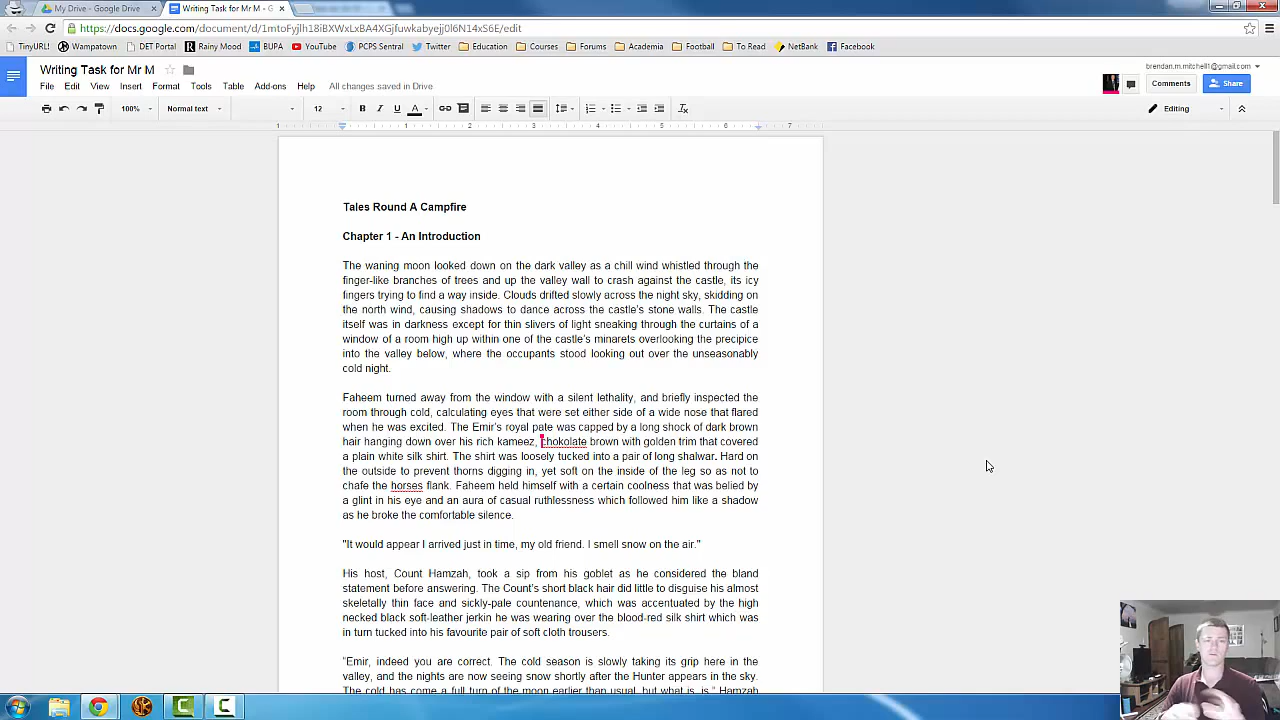 My Drive - Google Drive
Writing Task for Mr M - G
https://docs.google.com/document/d/1mtoFyjlh18iBXWxLxBA4XGjfuwkabyejj0l6N14xS6E/edit
TinyURL! Wampatown DET Portal Rainy Mood BUPA YouTube PCPS Sentral Twitter Education Courses Forums Academia Football To Read NetBank Facebook
Writing Task for Mr M
brendan.m.mitchell1@gmail.com
File Edit View Insert Format Tools Table Add-ons Help All changes saved in Drive
Comments Share
100% Normal text 12 B I U A Editing
1 1 2 3 4 5 6 7
Tales Round A Campfire
Chapter 1 - An Introduction
The waning moon looked down on the dark valley as a chill wind whistled through the
finger-like branches of trees and up the valley wall to crash against the castle, its icy
fingers trying to find a way inside. Clouds drifted slowly across the night sky, skidding on
the north wind, causing shadows to dance across the castle's stone walls. The castle
itself was in darkness except for thin slivers of light sneaking through the curtains of a
window of a room high up within one of the castle's minarets overlooking the precipice
into the valley below, where the occupants stood looking out over the unseasonably
cold night.
Faheem turned away from the window with a silent lethality, and briefly inspected the
room through cold, calculating eyes that were set either side of a wide nose that flared
when he was excited. The Emir's royal pate was capped by a long shock of dark brown
hair hanging down over his rich kameez, chokolate brown with golden trim that covered
a plain white silk shirt. The shirt was loosely tucked into a pair of long shalwar. Hard on
the outside to prevent thorns digging in, yet soft on the inside of the leg so as not to
chafe the horses flank. Faheem held himself with a certain coolness that was belied by
a glint in his eye and an aura of casual ruthlessness which followed him like a shadow
as he broke the comfortable silence.
"It would appear I arrived just in time, my old friend. I smell snow on the air."
His host, Count Hamzah, took a sip from his goblet as he considered the bland
statement before answering. The Count's short black hair did little to disguise his almost
skeletally thin face and sickly-pale countenance, which was accentuated by the high
necked black soft-leather jerkin he was wearing over the blood-red silk shirt which was
in turn tucked into his favourite pair of soft cloth trousers.
"Emir, indeed you are correct. The cold season is slowly taking its grip here in the
valley, and the nights are now seeing snow shortly after the Hunter appears in the sky.
The cold has come a full turn of the moon earlier than usual, but what is, is." Hamzah